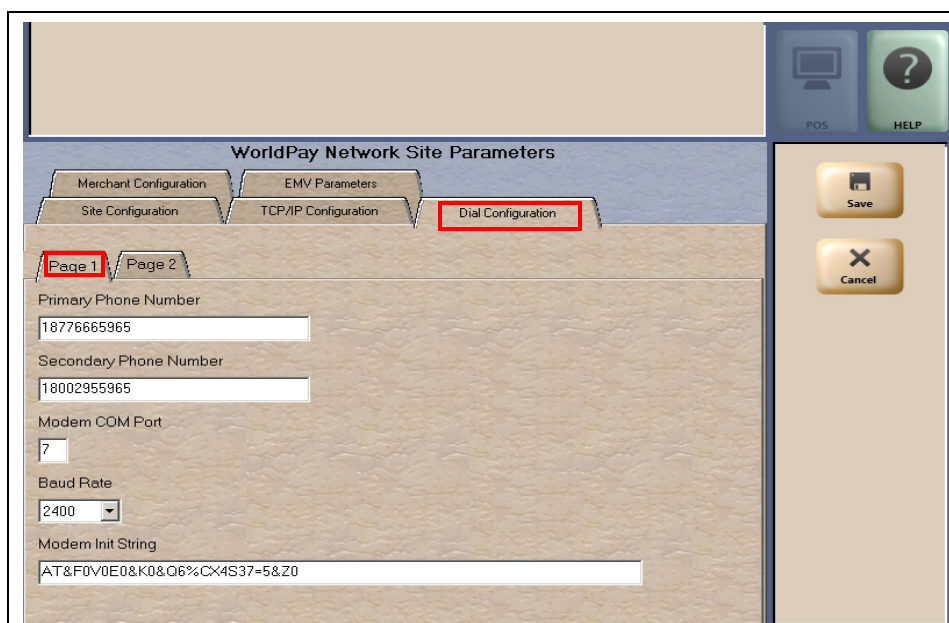 POS
HELP
WorldPay Network Site Parameters
Merchant Configuration
EMV Parameters
Site Configuration
TCP/IP Configuration
Dial Configuration
Save
Page 1
Page 2
Cancel
Primary Phone Number
18776665965
Secondary Phone Number
18002955965
Modem COM Port
7
Baud Rate
2400
Modem Init String
AT&F0V0E0&K0&Q6%CX4S37=5&Z0